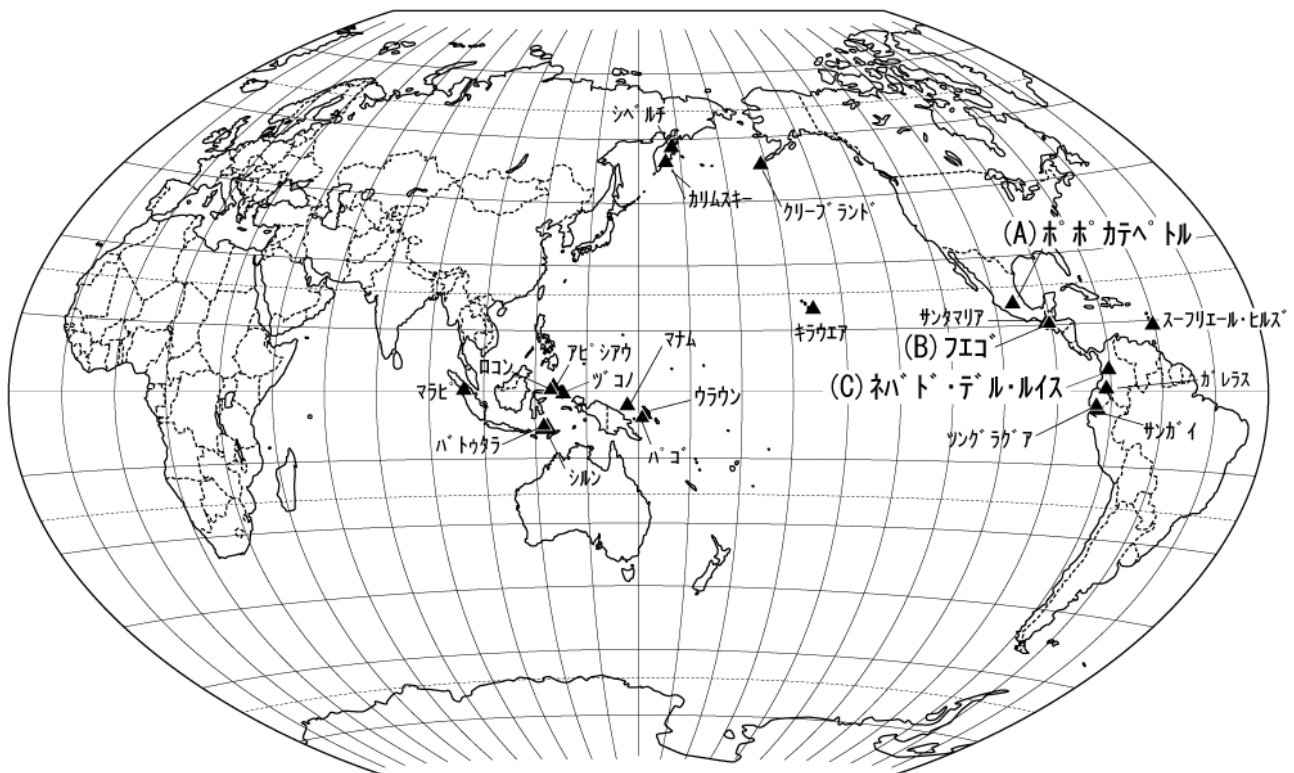 シベルチ
カリムスキー
クリーブランド
(A) ポポカテペトル
サンタマリア
スーフリエール・ヒルズ
キラウエア
(B) フエゴ
マナム
アピシアウ
ロコン
ヅコノ
(C) ネバド・デル・ルイス
ガレラス
マラピ
ウラウン
ツングラグア
サンガイ
バトゥタラ
パゴ
シルン